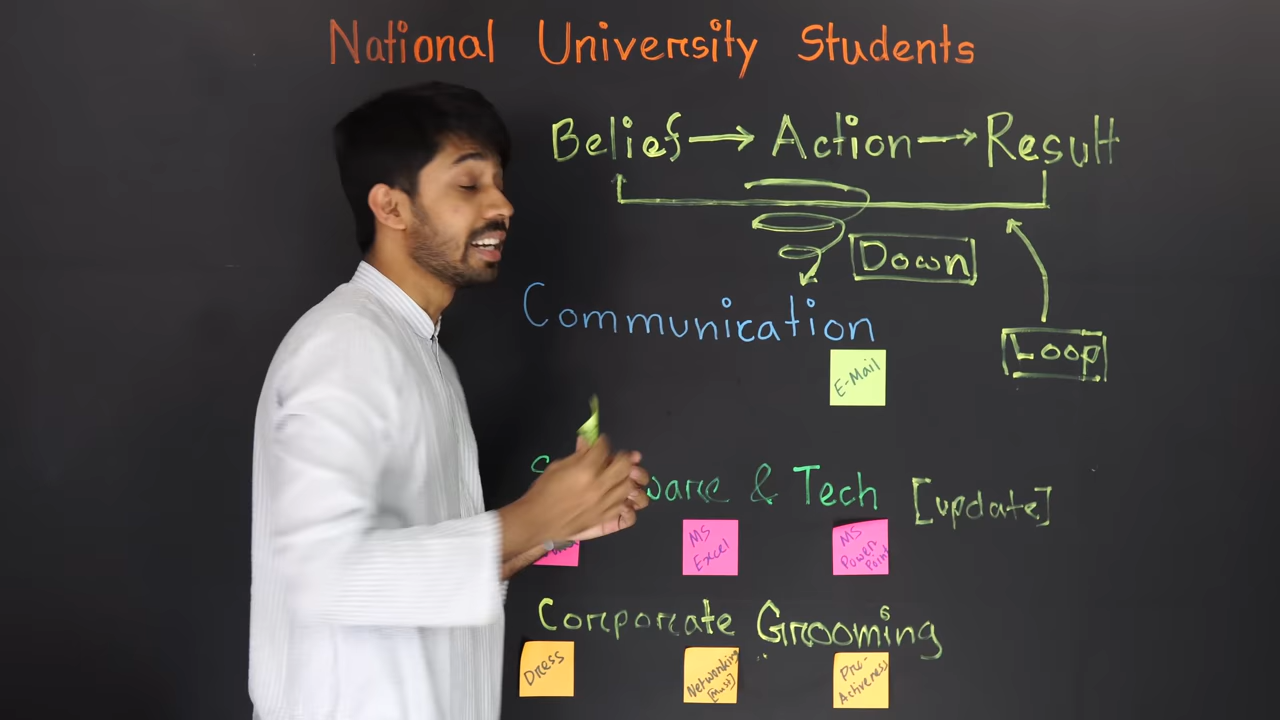 National University Students
Belief → Action → Result
Down
Loop
Communication
E-Mail
& Tech [update]
MS
Excel
MS
Power
Point
Corporate Grooming
Dress
Networking
[Must]
Pro-
Activeness